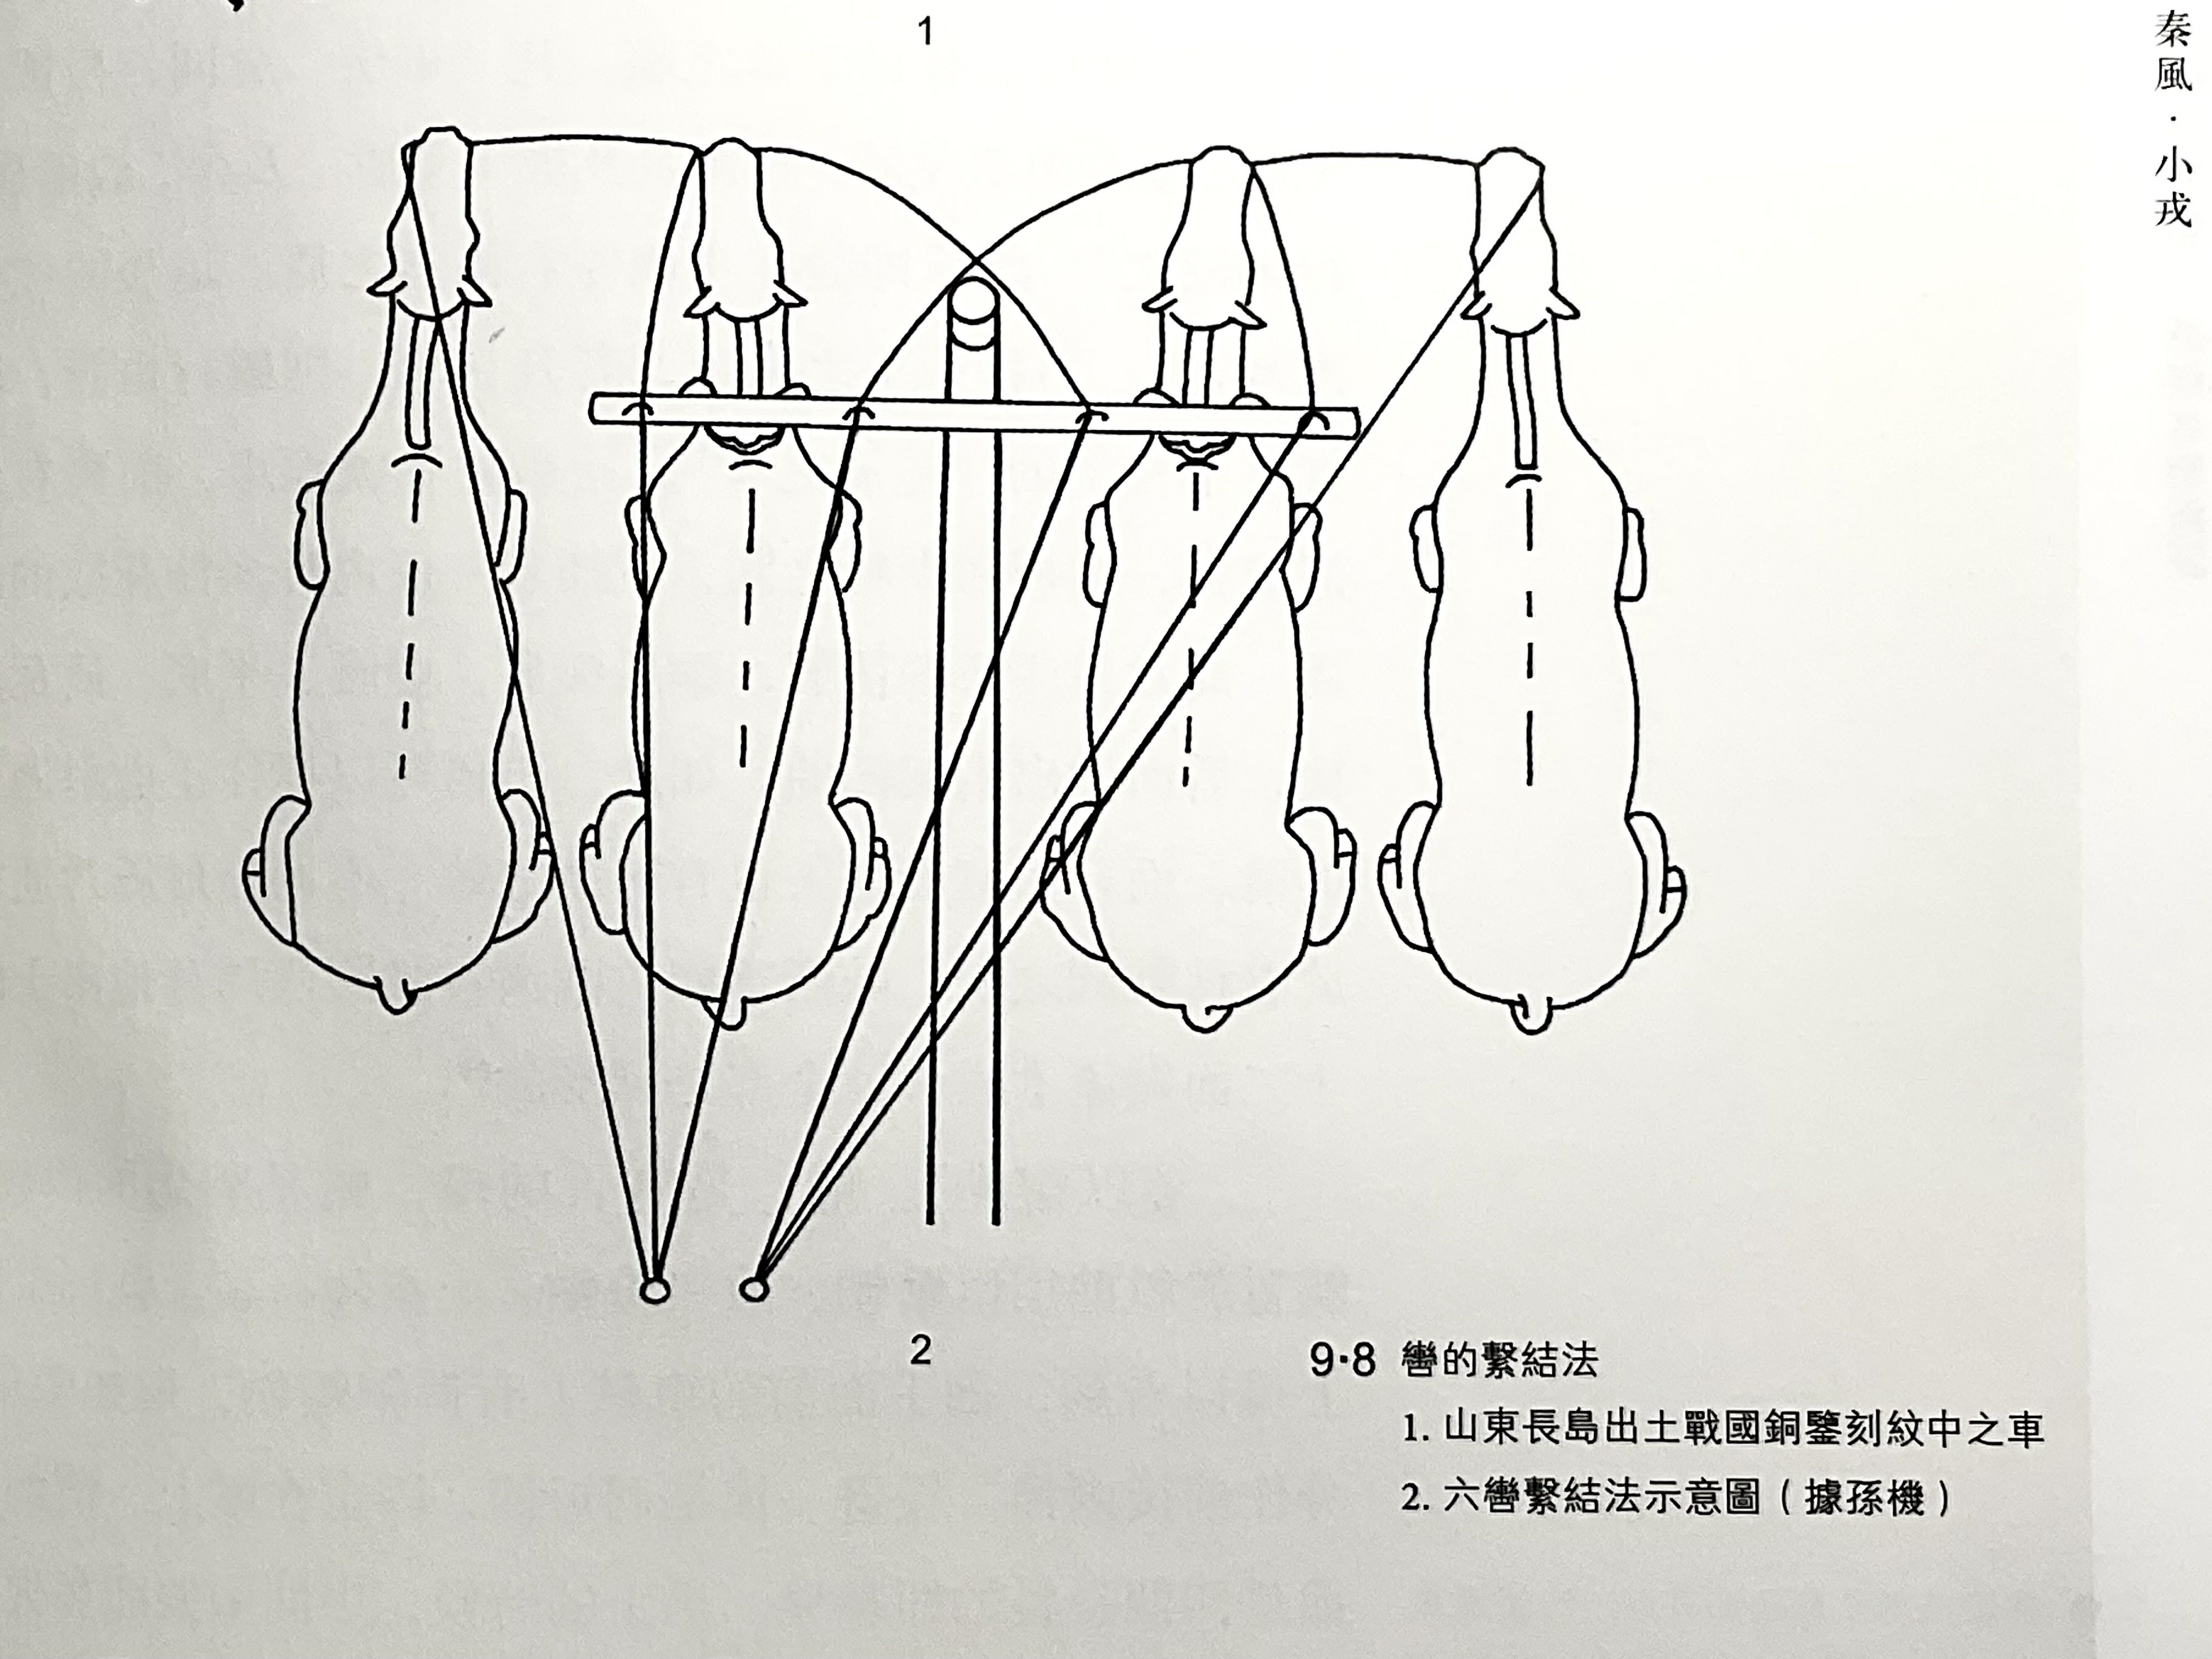 秦風·小戎
1
2
9·8 轡的繫結法
1. 山東長島出土戰國銅鑒刻紋中之車
2. 六轡繫結法示意圖（據孫機）